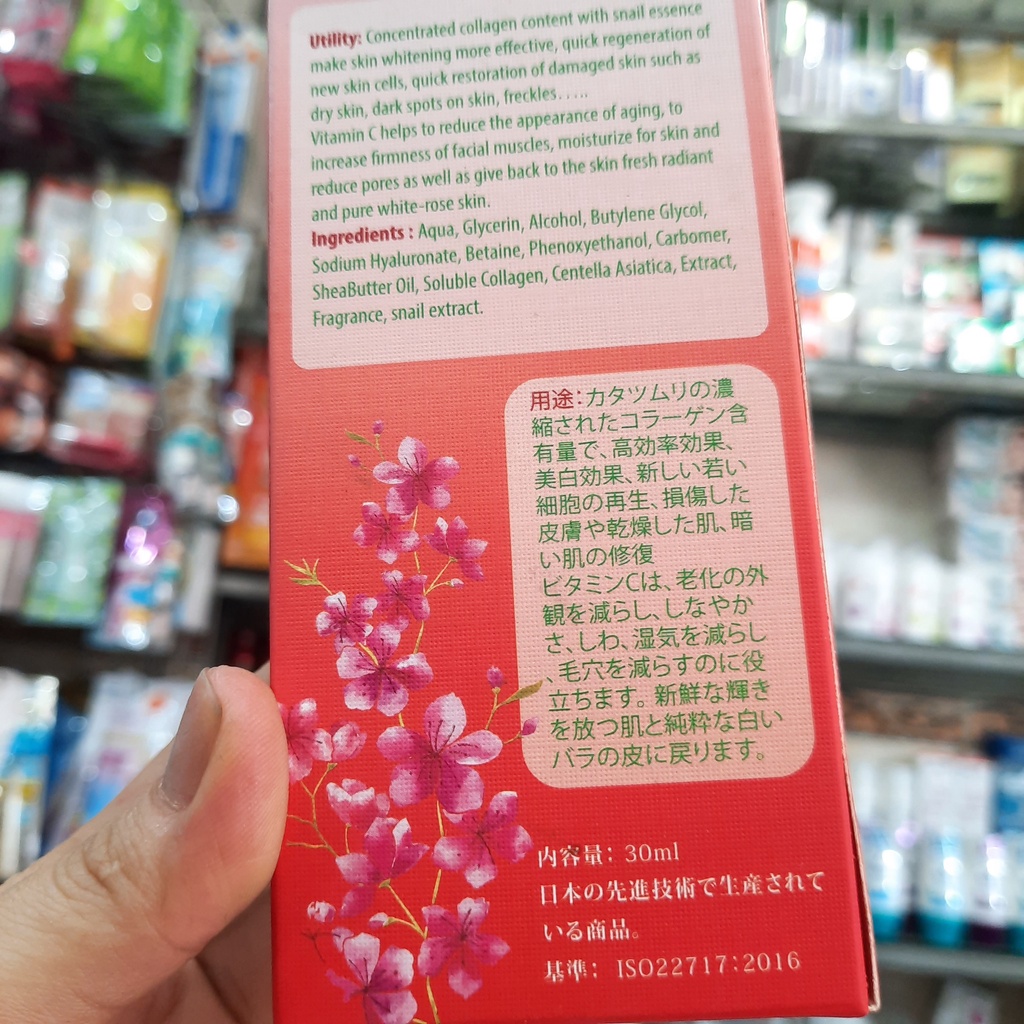 Utility: Concentrated collagen content with snail essence
make skin whitening more effective, quick regeneration of
new skin cells, quick restoration of damaged skin such as
dry skin, dark spots on skin, freckles.....
Vitamin C helps to reduce the appearance of aging, to
increase firmness of facial muscles, moisturize for skin and
reduce pores as well as give back to the skin fresh radiant
and pure white-rose skin.
Ingredients : Aqua, Glycerin, Alcohol, Butylene Glycol,
Sodium Hyaluronate, Betaine, Phenoxyethanol, Carbomer,
SheaButter Oil, Soluble Collagen, Centella Asiatica, Extract,
Fragrance, snail extract.
用途:カタツムリの濃
縮されたコラーゲン含
有量で、高効率効果、
美白効果、新しい若い
細胞の再生、損傷した
皮膚や乾燥した肌、暗
い肌の修復
ビタミンCは、老化の外
観を減らし、しなやか
さ、しわ、湿気を減らし
、毛穴を減らすのに役
立ちます。新鮮な輝き
を放つ肌と純粋な白い
バラの皮に戻ります。
内容量: 30ml
日本の先進技術で生産されて
いる商品。
基準: ISO22717:2016